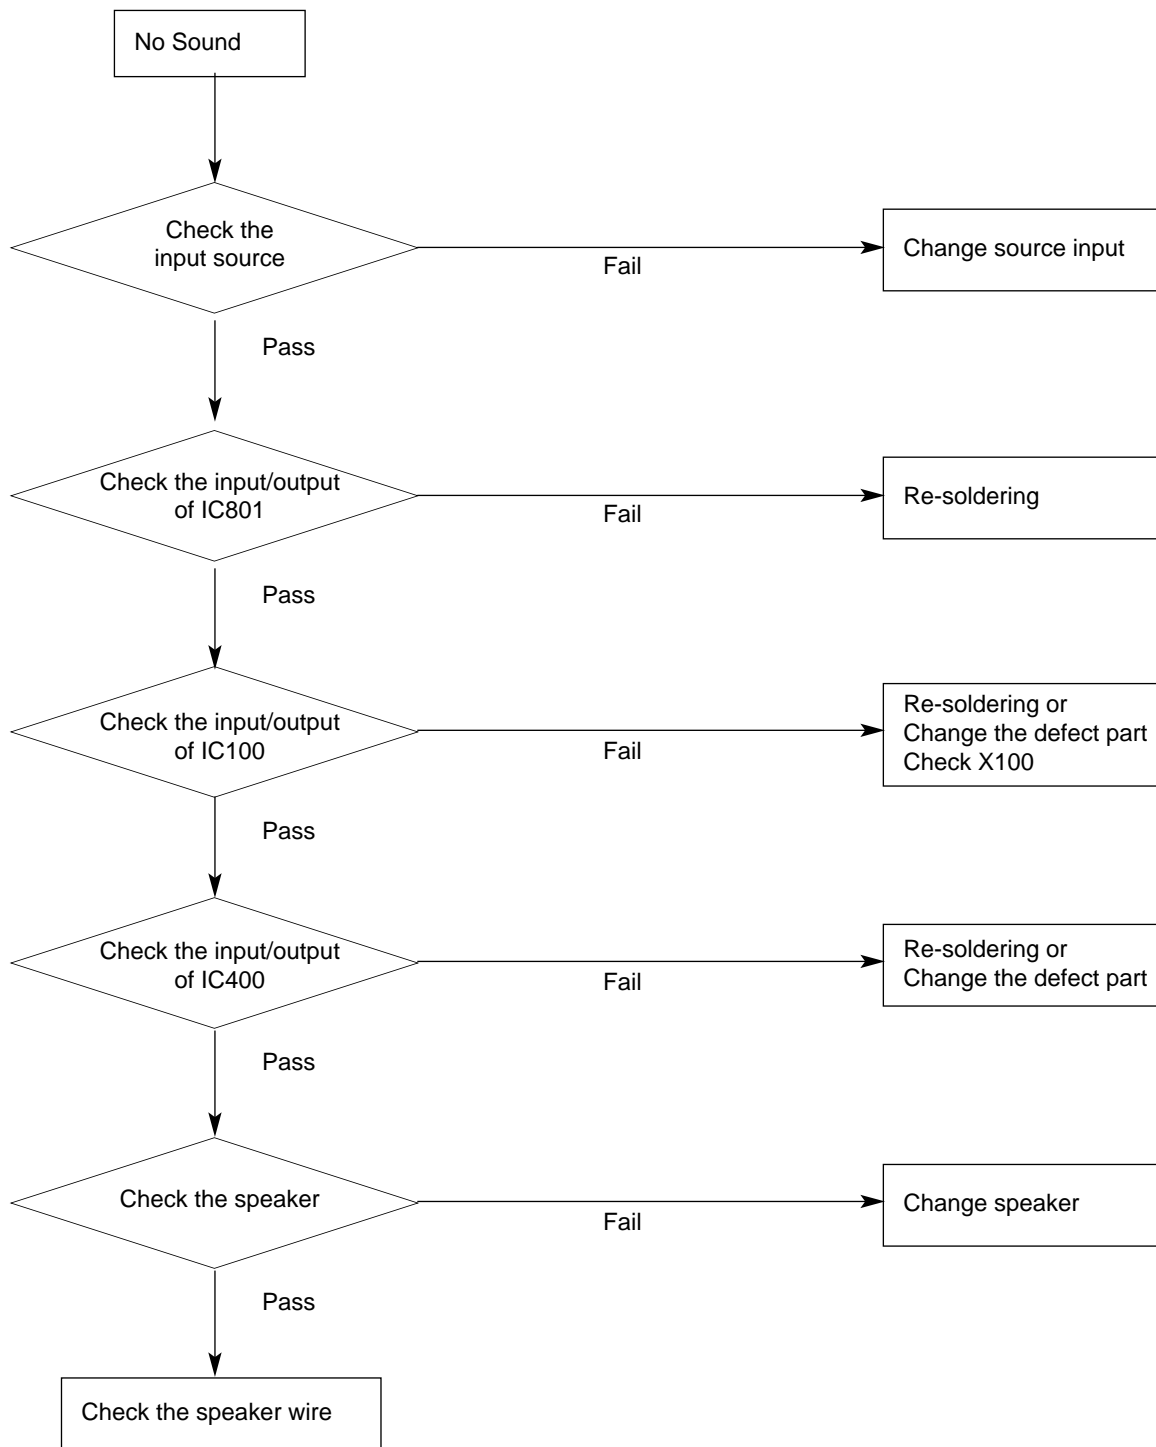 No Sound
Check the
input source
Fail
Change source input
Pass
Check the input/output
of IC801
Fail
Re-soldering
Pass
Check the input/output
of IC100
Fail
Re-soldering or
Change the defect part
Check X100
Pass
Check the input/output
of IC400
Fail
Re-soldering or
Change the defect part
Pass
Check the speaker
Fail
Change speaker
Pass
Check the speaker wire